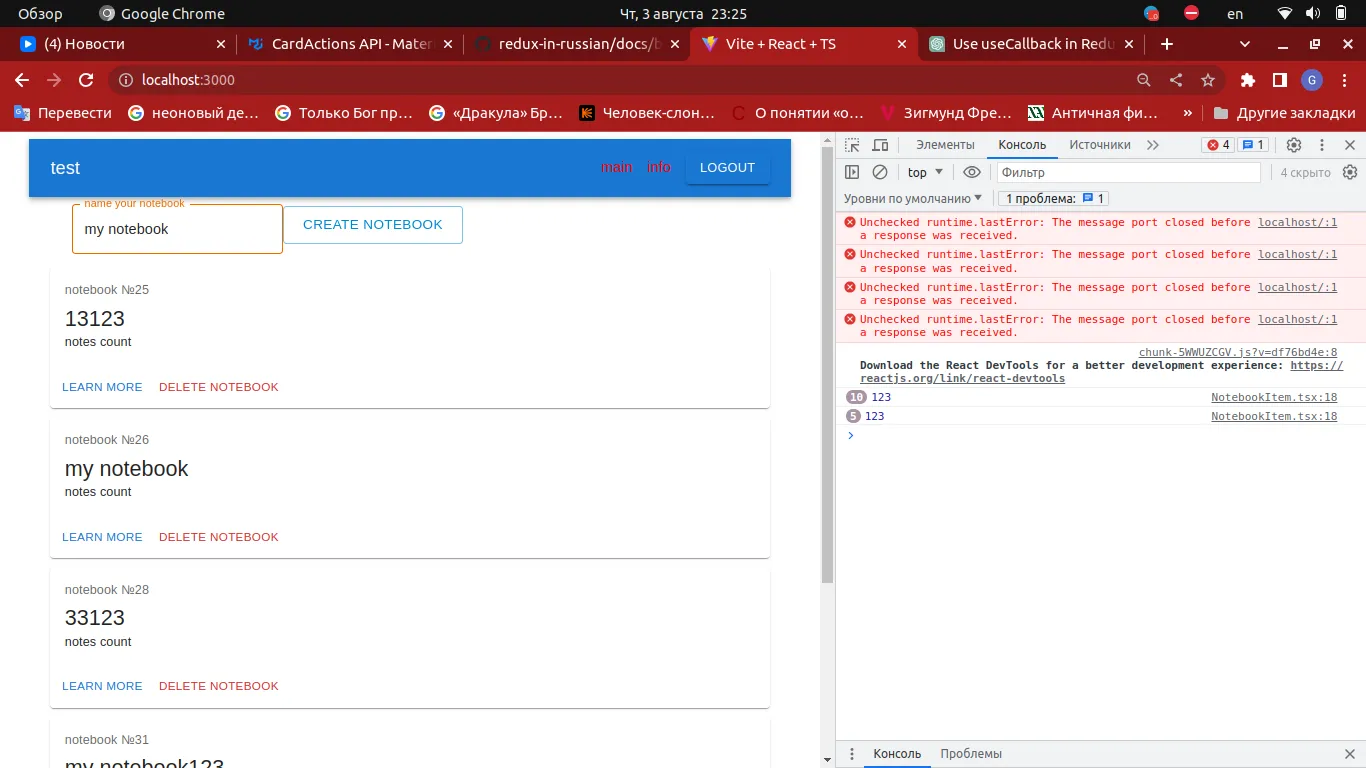 Обзор Google Chrome Чт, 3 августа 23:25 en
(4) Новости CardActions API - Mater redux-in-russian/docs/b Vite + React + TS Use useCallback in Redu
localhost:3000 G
Перевести неоновый де… Только Бог пр… «Дракула» Бр… Человек-слон… О понятии «о… Зигмунд Фре… Античная фи… » Другие закладки
test main info LOGOUT
name your notebook
my notebook CREATE NOTEBOOK
notebook №25
13123
notes count
LEARN MORE DELETE NOTEBOOK
notebook №26
my notebook
notes count
LEARN MORE DELETE NOTEBOOK
notebook №28
33123
notes count
LEARN MORE DELETE NOTEBOOK
notebook №31
my notebook123
Элементы Консоль Источники 4 1
top Фильтр 4 скрыто
Уровни по умолчанию 1 проблема: 1
Unchecked runtime.lastError: The message port closed before localhost/:1
a response was received.
Unchecked runtime.lastError: The message port closed before localhost/:1
a response was received.
Unchecked runtime.lastError: The message port closed before localhost/:1
a response was received.
Unchecked runtime.lastError: The message port closed before localhost/:1
a response was received.
chunk-5WWUZCGV.js?v=df76bd4e:8
Download the React DevTools for a better development experience: https://
reactjs.org/link/react-devtools
10 123 NotebookItem.tsx:18
5 123 NotebookItem.tsx:18
Консоль Проблемы